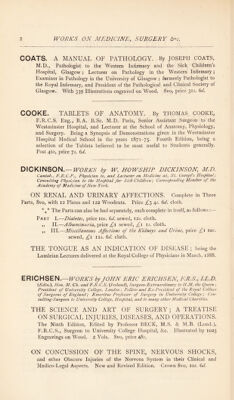 2 WORKS ON MEDICINE, SURGERY &c.
COATS. A MANUAL OF PATHOLOGY. By JOSEPH COATS,
M.D., Pathologist to the Western Infirmary and the Sick Children's
Hospital, Glasgow; Lecturer on Pathology in the Western Infirmary;
Examiner in Pathology in the University of Glasgow; formerly Pathologist to
the Royal Infirmary, and President of the Pathological and Clinical Society of
Glasgow. With 339 Illustrations engraved on Wood. 8vo, price 31s. 6d.
COOKE. TABLETS OF ANATOMY. By THOMAS COOKE,
F.R.C.S. Eng., B.A. B.Sc. M.D. Paris, Senior Assistant Surgeon to the
Westminster Hospital, and Lecturer at the School of Anatomy, Physiology,
and Surgery. Being a Synopsis of Demonstrations given in the Westminster
Hospital Medical School in the years 1871-75. Fourth Edition, being a
selection of the Tablets believed to be most useful to Students generally.
Post 4to, price 7s. 6d.
DICKINSON.—WORKS by W. HOWSHIP DICKINSON, M.D.
Cantab., F.R.C.P., Physician to, and Lecturer on Medicine at, St. George's Hospital;
Consulting Physician to the Hospital for Sick Children; Corresponding Member of the
Academy of Medicine of New York.
ON RENAL AND URINARY AFFECTIONS. Complete in Three
Parts, 8vo, with 12 Plates and 122 Woodcuts. Price £3. 4s. 6d. cloth.
*** The Parts can also be had separately, each complete in itself, as follows:—
PART I.—Diabetes, price 10s. 6d. sewed, 12s. cloth.
" II.—Albuminuria, price £1 sewed, £1 1s. cloth.
" III.—Miscellaneous Affections of the Kidneys and Urine, price £1 10s.
sewed, £1 11s. 6d. cloth.
THE TONGUE AS AN INDICATION OF DISEASE; being the
Lumleian Lectures delivered at the Royal College of Physicians in March, 1888.
ERICHSEN.—WORKS by JOHN ERIC ERICHSEN, F.R.S., LL.D.
(Edin.), Hon. M. Ch. and F.R.C.S. (Ireland), Surgeon-Extraordinary to H.M. the Queen;
President of University College, London; Fellow and Ex-President of the Royal College
of Surgeons of England; Emeritus Professor of Surgery in University College; Con-
sulting-Surgeon to University College Hospital, and to many other Medical Charities.
THE SCIENCE AND ART OF SURGERY; A TREATISE
ON SURGICAL INJURIES, DISEASES, AND OPERATIONS.
The Ninth Edition, Edited by Professor BECK, M.S. & M.B. (Lond.),
F.R.C.S., Surgeon to University College Hospital, &c. Illustrated by 1025
Engravings on Wood. 2 Vols. 8vo, price 48s.
ON CONCUSSION OF THE SPINE, NERVOUS SHOCKS,
and other Obscure Injuries of the Nervous System in their Clinical and
Medico-Legal Aspects. New and Revised Edition. Crown 8vo, 10s. 6d.